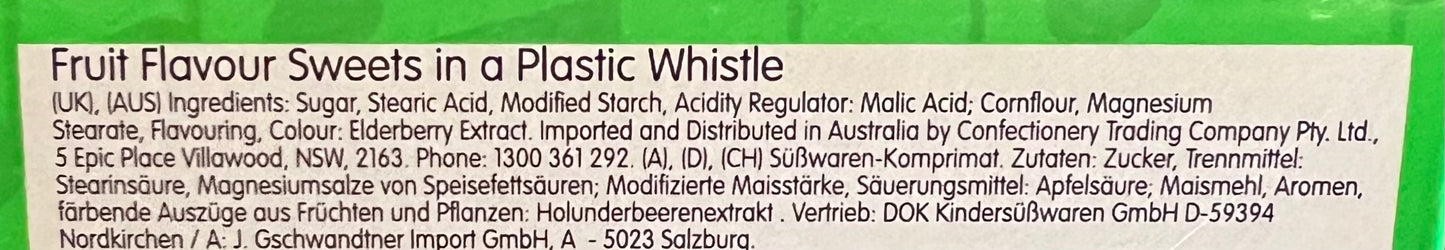 Fruit Flavour Sweets in a Plastic Whistle
(UK), (AUS) Ingredients: Sugar, Stearic Acid, Modified Starch, Acidity Regulator: Malic Acid; Cornflour, Magnesium
Stearate, Flavouring, Colour: Elderberry Extract. Imported and Distributed in Australia by Confectionery Trading Company Pty. Ltd.,
5 Epic Place Villawood, NSW, 2163. Phone: 1300 361 292. (A), (D), (CH) Süßwaren-Komprimat. Zutaten: Zucker, Trennmittel:
Stearinsäure, Magnesiumsalze von Speisefettsäuren; Modifizierte Maisstärke, Säuerungsmittel: Apfelsäure; Maismehl, Aromen,
färbende Auszüge aus Früchten und Pflanzen: Holunderbeerenextrakt . Vertrieb: DOK Kindersüßwaren GmbH D-59394
Nordkirchen / A: J. Gschwandtner Import GmbH, A - 5023 Salzburg.